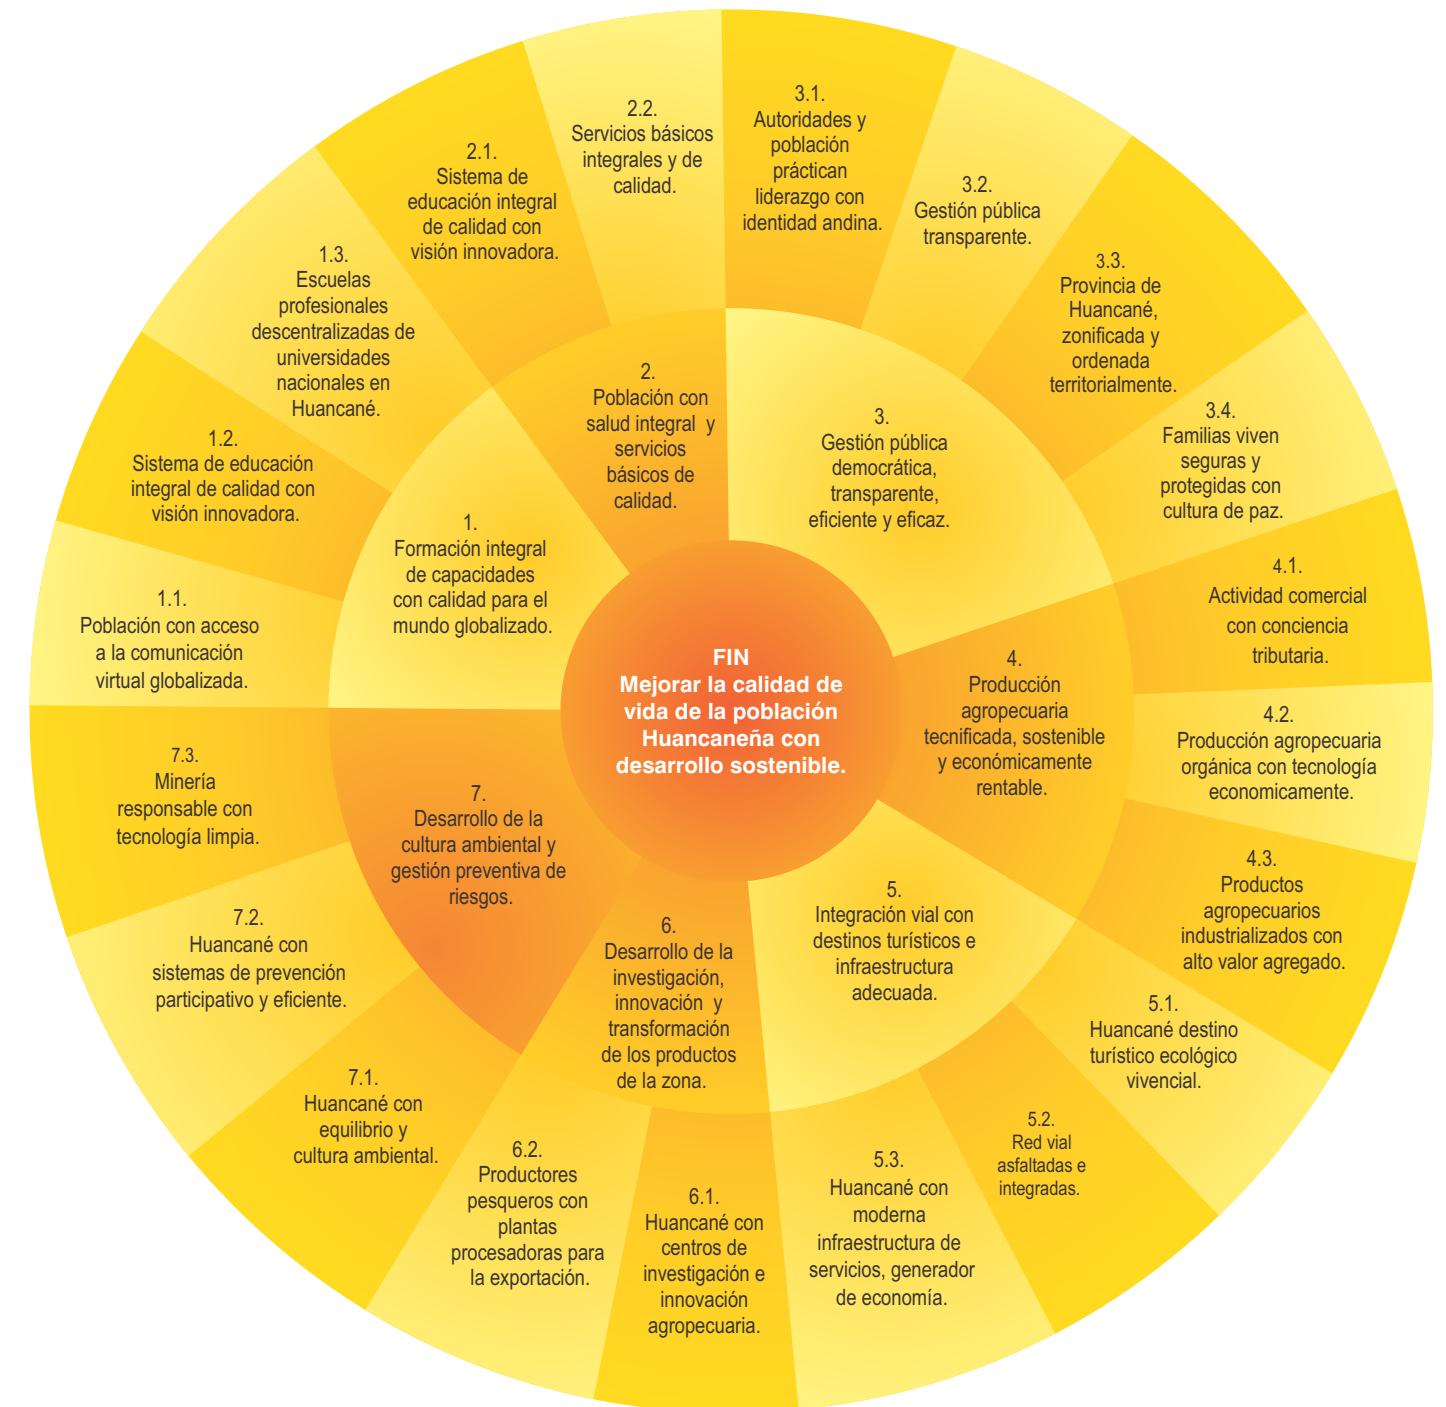 FIN
Mejorar la calidad de
vida de la población
Huancaneña con
desarrollo sostenible.
1.
Formación integral
de capacidades
con calidad para el
mundo globalizado.
2.
Población con
salud integral y
servicios
básicos de
calidad.
3.
Gestión pública
democrática,
transparente,
eficiente y eficaz.
4.
Producción
agropecuaria
tecnificada, sostenible
y económicamente
rentable.
5.
Integración vial con
destinos turísticos e
infraestructura
adecuada.
6.
Desarrollo de la
investigación,
innovación y
transformación
de los productos
de la zona.
7.
Desarrollo de la
cultura ambiental y
gestión preventiva de
riesgos.
1.1.
Población con acceso
a la comunicación
virtual globalizada.
1.2.
Sistema de educación
integral de calidad con
visión innovadora.
1.3.
Escuelas
profesionales
descentralizadas de
universidades
nacionales en
Huancané.
2.1.
Sistema de
educación integral
de calidad con
visión innovadora.
2.2.
Servicios básicos
integrales y de
calidad.
3.1.
Autoridades y
población
práctican
liderazgo con
identidad andina.
3.2.
Gestión pública
transparente.
3.3.
Provincia de
Huancané,
zonificada y
ordenada
territorialmente.
3.4.
Familias viven
seguras y
protegidas con
cultura de paz.
4.1.
Actividad comercial
con conciencia
tributaria.
4.2.
Producción agropecuaria
orgánica con tecnología
economicamente.
4.3.
Productos
agropecuarios
industrializados con
alto valor agregado.
5.1.
Huancané destino
turístico ecológico
vivencial.
5.2.
Red vial
asfaltadas e
integradas.
5.3.
Huancané con
moderna
infraestructura de
servicios, generador
de economía.
6.1.
Huancané con
centros de
investigación e
innovación
agropecuaria.
6.2.
Productores
pesqueros con
plantas
procesadoras para
la exportación.
7.1.
Huancané con
equilibrio y
cultura ambiental.
7.2.
Huancané con
sistemas de prevención
participativo y eficiente.
7.3.
Minería
responsable con
tecnología limpia.